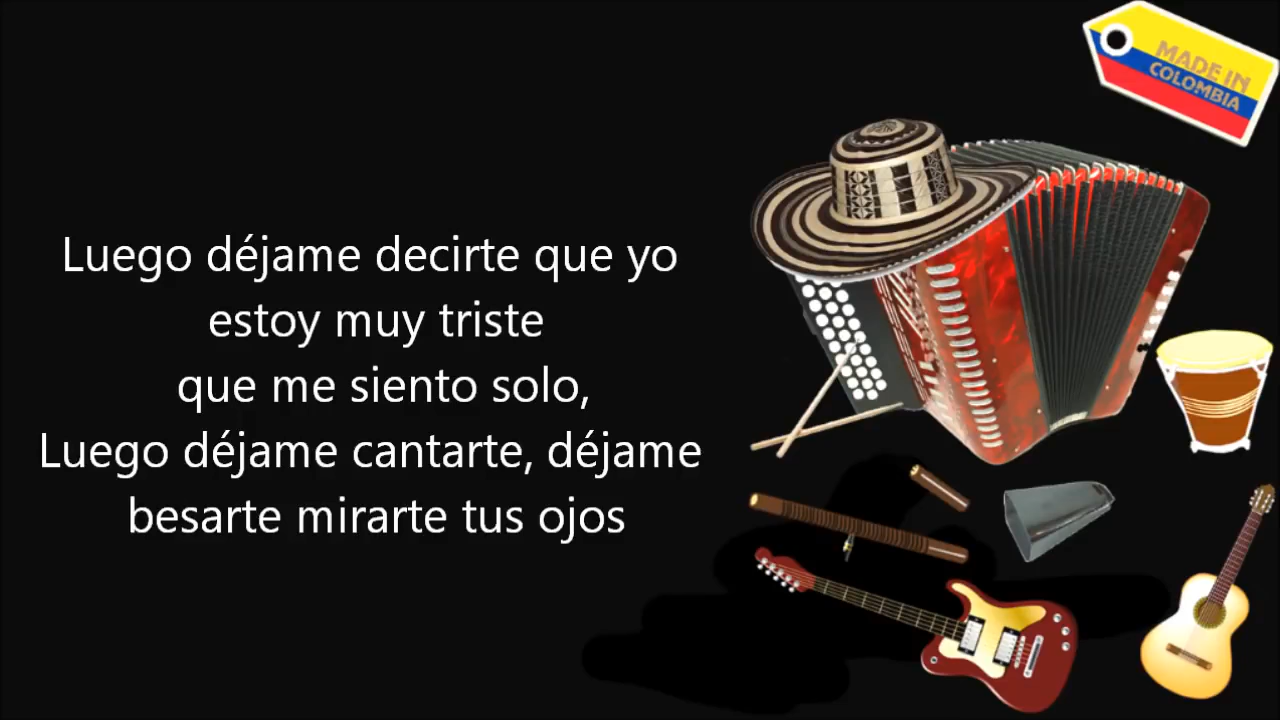 MADE IN
COLOMBIA
Luego déjame decirte que yo
estoy muy triste
que me siento solo,
Luego déjame cantarte, déjame
besarte mirarte tus ojos